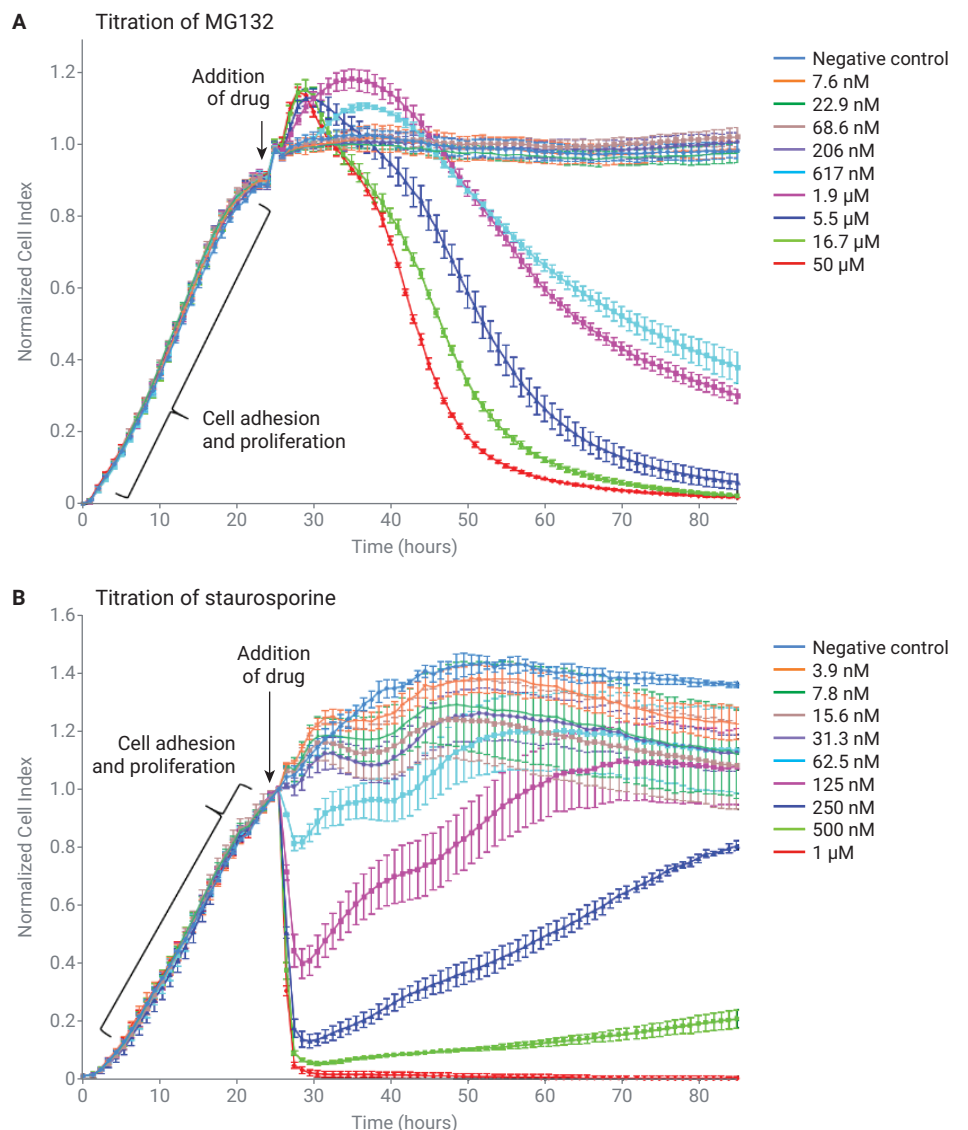 A Titration of MG132
Addition
of drug
Cell adhesion
and proliferation
Normalized Cell Index
1.2
1.0
0.8
0.6
0.4
0.2
0
0 10 20 30 40 50 60 70 80
Time (hours)
Negative control
7.6 nM
22.9 nM
68.6 nM
206 nM
617 nM
1.9 µM
5.5 µM
16.7 µM
50 µM
B Titration of staurosporine
Addition
of drug
Cell adhesion
and proliferation
Normalized Cell Index
1.6
1.4
1.2
1.0
0.8
0.6
0.4
0.2
0
0 10 20 30 40 50 60 70 80
Time (hours)
Negative control
3.9 nM
7.8 nM
15.6 nM
31.3 nM
62.5 nM
125 nM
250 nM
500 nM
1 µM